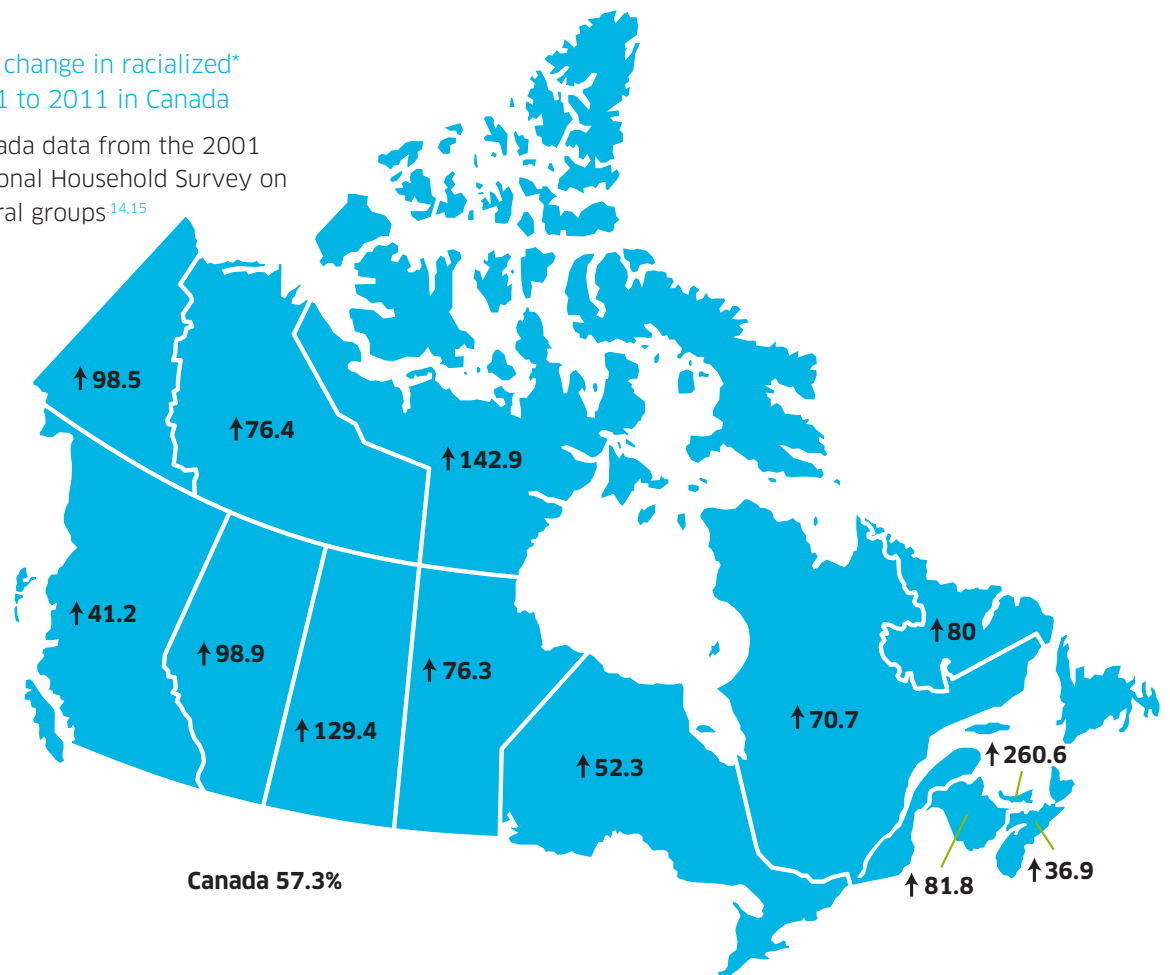 change in racialized*
1 to 2011 in Canada
ada data from the 2001
onal Household Survey on
ral groups.14,15
↑98.5
↑76.4
↑142.9
↑41.2
↑98.9
↑76.3
↑80
↑129.4
↑70.7
↑52.3
↑260.6
Canada 57.3%
↑81.8
↑36.9